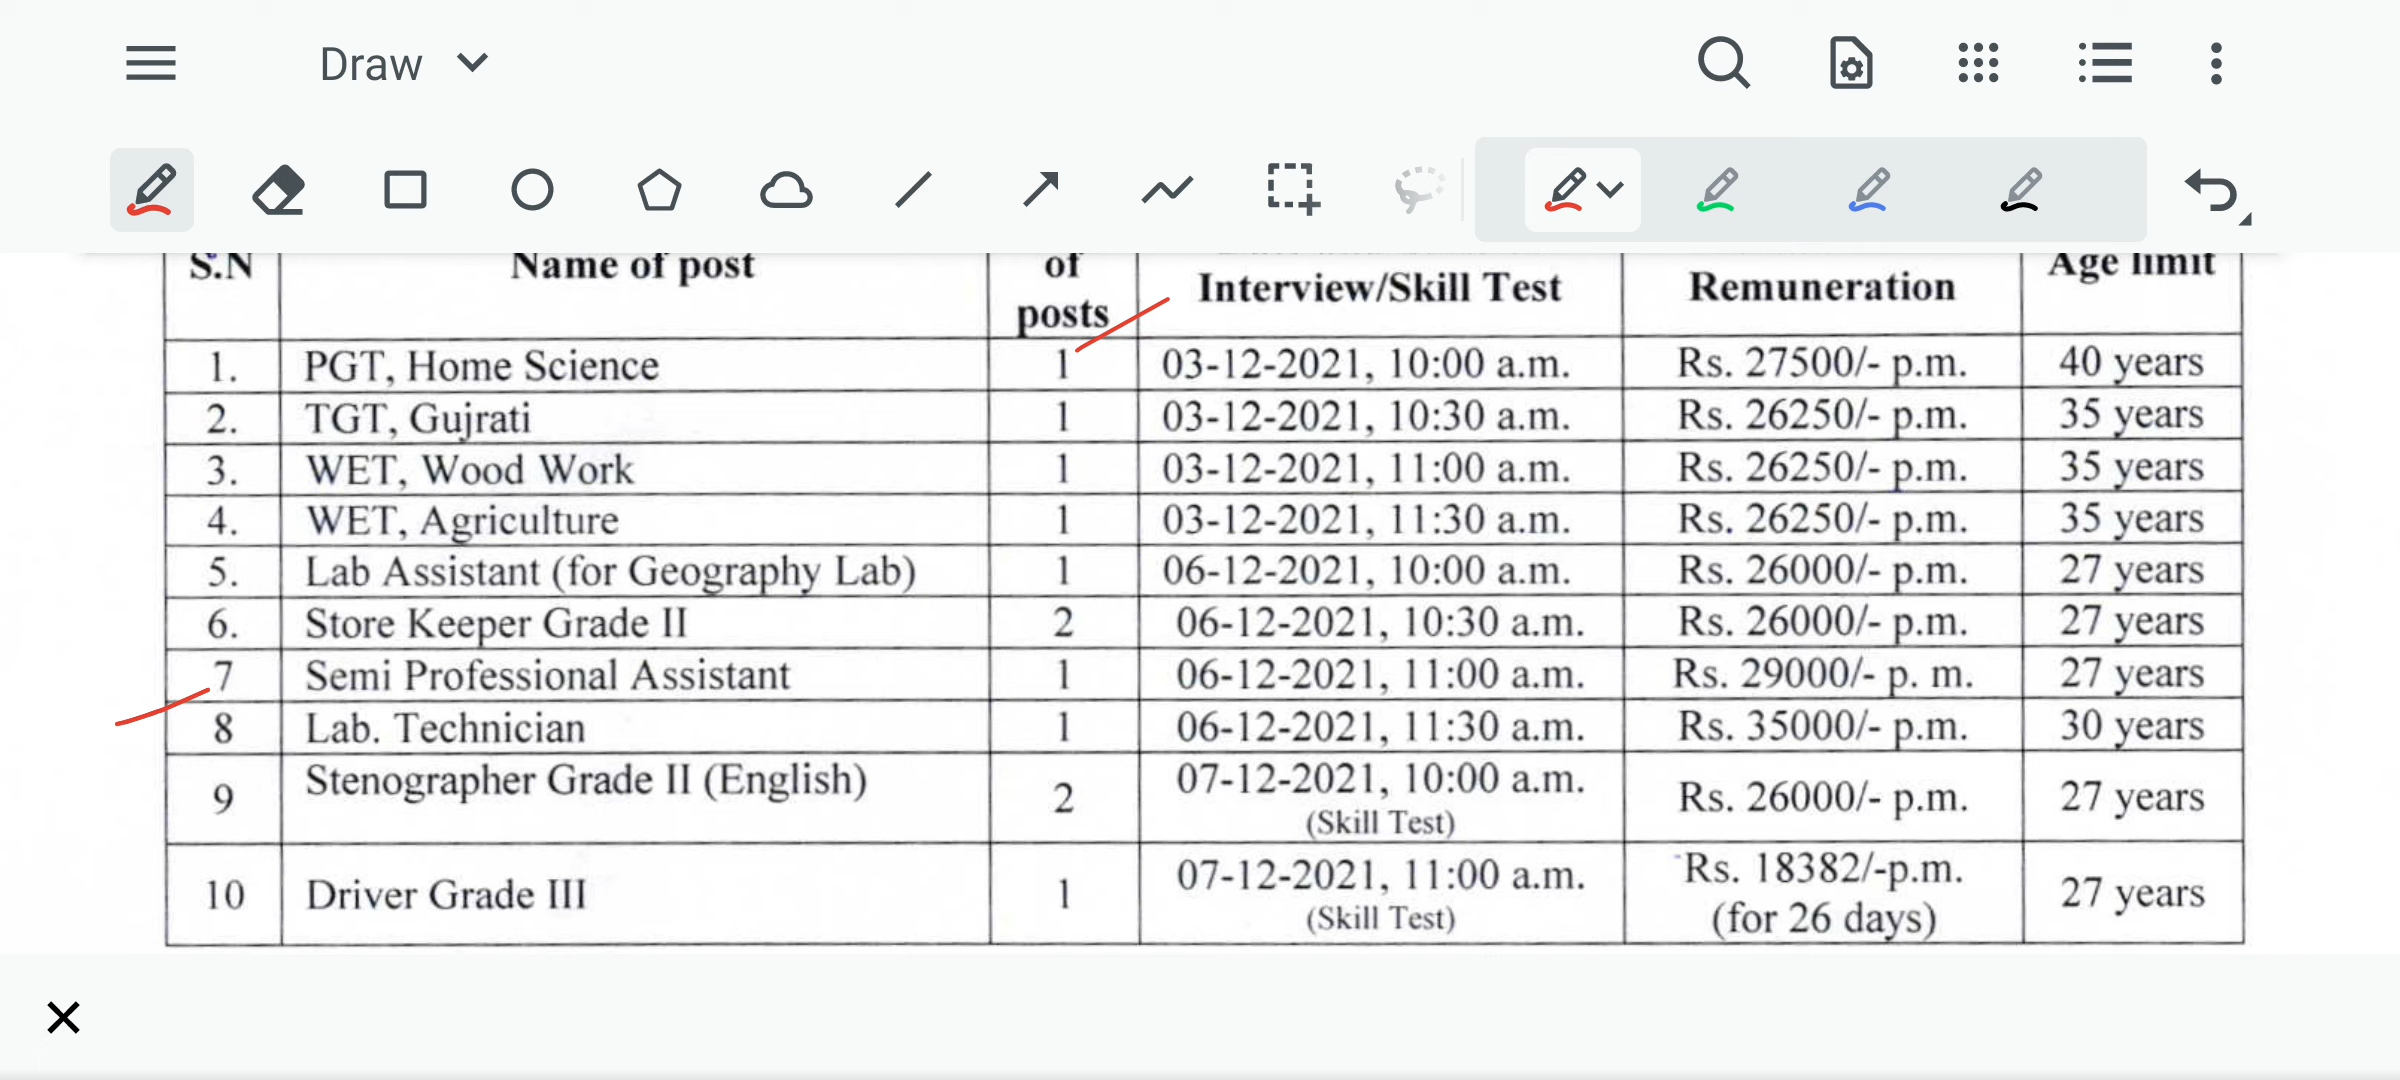 Draw
S.N Name of post of posts Interview/Skill Test Remuneration Age limit
1. PGT, Home Science 1 03-12-2021, 10:00 a.m. Rs. 27500/- p.m. 40 years
2. TGT, Gujrati 1 03-12-2021, 10:30 a.m. Rs. 26250/- p.m. 35 years
3. WET, Wood Work 1 03-12-2021, 11:00 a.m. Rs. 26250/- p.m. 35 years
4. WET, Agriculture 1 03-12-2021, 11:30 a.m. Rs. 26250/- p.m. 35 years
5. Lab Assistant (for Geography Lab) 1 06-12-2021, 10:00 a.m. Rs. 26000/- p.m. 27 years
6. Store Keeper Grade II 2 06-12-2021, 10:30 a.m. Rs. 26000/- p.m. 27 years
7 Semi Professional Assistant 1 06-12-2021, 11:00 a.m. Rs. 29000/- p. m. 27 years
8 Lab. Technician 1 06-12-2021, 11:30 a.m. Rs. 35000/- p.m. 30 years
9 Stenographer Grade II (English) 2 07-12-2021, 10:00 a.m. (Skill Test) Rs. 26000/- p.m. 27 years
10 Driver Grade III 1 07-12-2021, 11:00 a.m. (Skill Test) Rs. 18382/-p.m. (for 26 days) 27 years